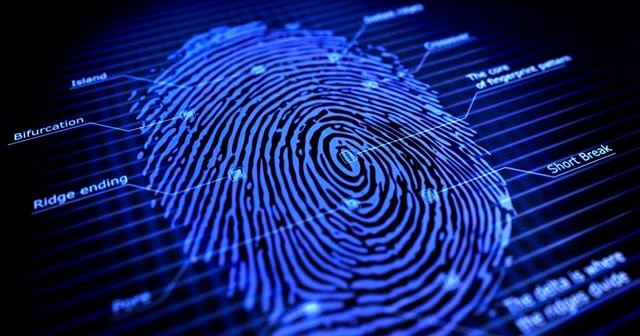 Island
Crossover
The core
of fingerprint pattern
Bifurcation
Short Break
Ridge ending
Pore
The delta is where
the ridges divide